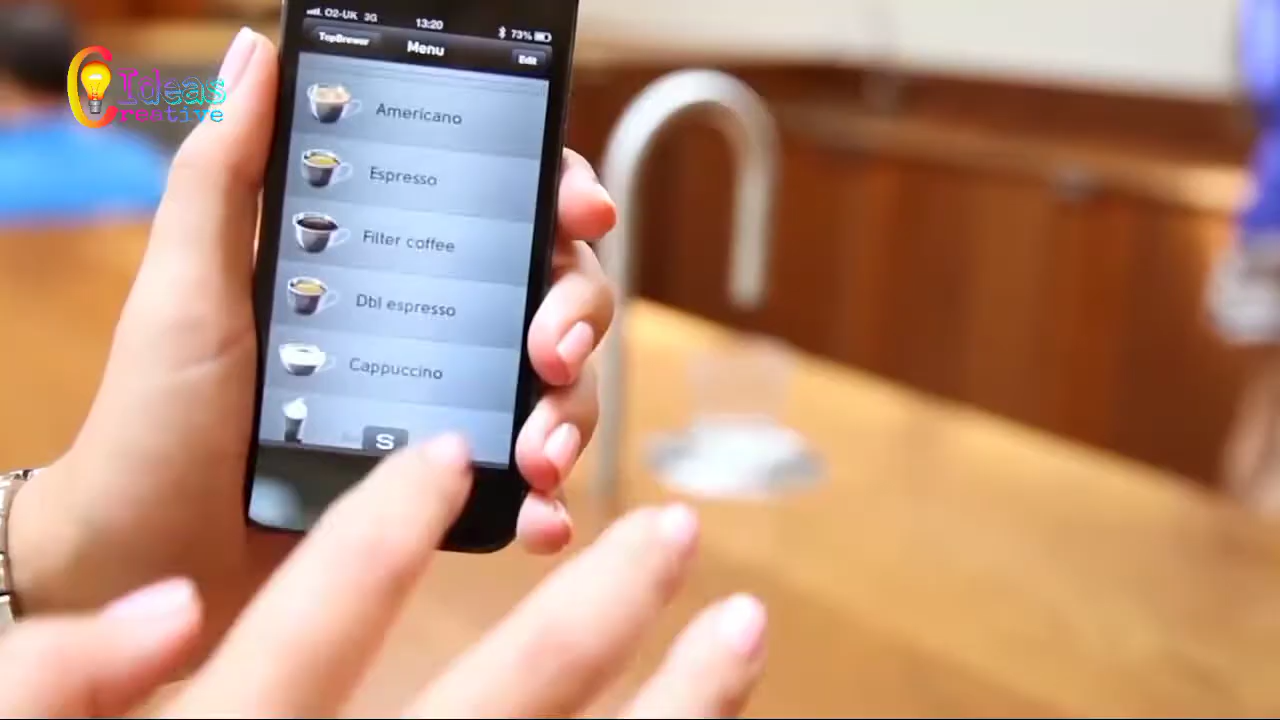 O2-UK 3G
13:20
73%
TopBrewer
Menu
Edit
Americano
Espresso
Filter coffee
Dbl espresso
Cappuccino
S
Ideas
Creative